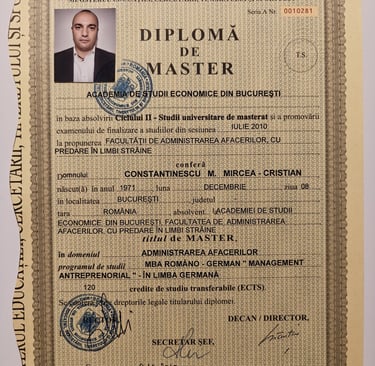 Seria A Nr. 0010281
DIPLOMĂ
DE
MASTER
T.S.
ACADEMIA DE STUDII ECONOMICE DIN BUCUREȘTI
în baza absolvirii Ciclului II - Studii universitare de masterat și a promovării
examenului de finalizare a studiilor din sesiunea IULIE 2010
la propunerea FACULTĂȚII DE ADMINISTRAREA AFACERILOR, CU
PREDARE ÎN LIMBI STRĂINE
conferă
Domnului CONSTANTINESCU M. MIRCEA - CRISTIAN
născut(ă) în anul 1971 luna DECEMBRIE ziua 08
în localitatea BUCUREȘTI județul
țara ROMÂNIA absolvent ACADEMIEI DE STUDII
ECONOMICE DIN BUCUREȘTI, FACULTATEA DE ADMINISTRAREA
AFACERILOR, CU PREDARE ÎN LIMBI STRĂINE
titlul de MASTER,
în domeniul ADMINISTRAREA AFACERILOR
programul de studii MBA ROMÂNO - GERMAN " MANAGEMENT
ANTREPRENORIAL " - ÎN LIMBA GERMANĂ
120 credite de studii transferabile (ECTS).
drepturile legale titularului diplomei.
RECTOR,
DECAN / DIRECTOR,
SECRETAR ȘEF,